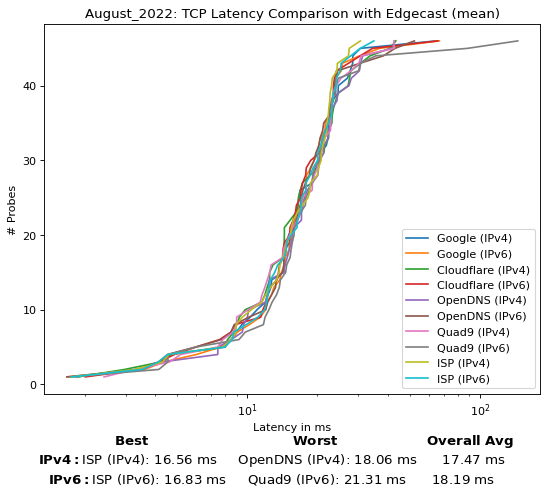 August_2022: TCP Latency Comparison with Edgecast (mean)
# Probes
40
30
20
10
0
Google (IPv4)
Google (IPv6)
Cloudflare (IPv4)
Cloudflare (IPv6)
OpenDNS (IPv4)
OpenDNS (IPv6)
Quad9 (IPv4)
Quad9 (IPv6)
ISP (IPv4)
ISP (IPv6)
10¹ 10²
Latency in ms
Best Worst Overall Avg
IPv4: ISP (IPv4): 16.56 ms OpenDNS (IPv4): 18.06 ms 17.47 ms
IPv6: ISP (IPv6): 16.83 ms Quad9 (IPv6): 21.31 ms 18.19 ms